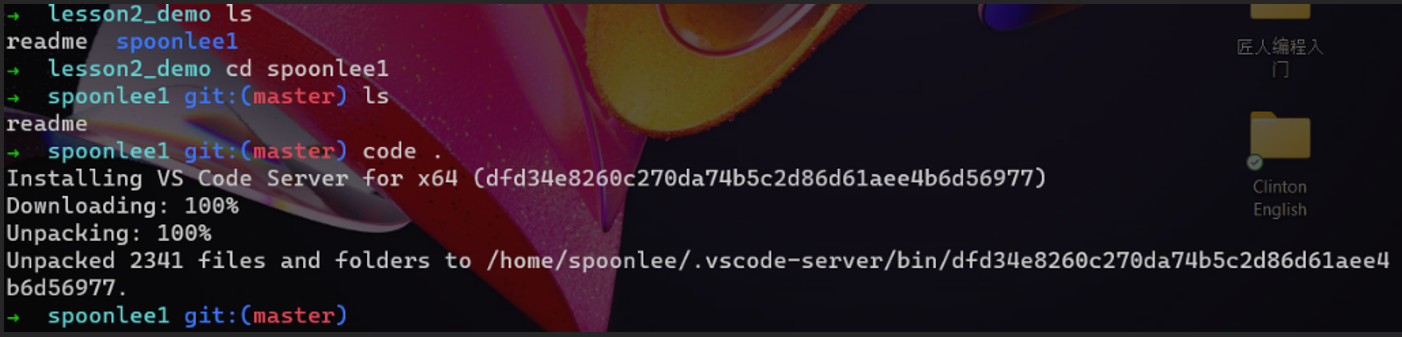 →  lesson2_demo ls
readme  spoonlee1
→  lesson2_demo cd spoonlee1
→  spoonlee1 git:(master) ls
readme
→  spoonlee1 git:(master) code .
Installing VS Code Server for x64 (dfd34e8260c270da74b5c2d86d61aee4b6d56977)
Downloading: 100%
Unpacking: 100%
Unpacked 2341 files and folders to /home/spoonlee/.vscode-server/bin/dfd34e8260c270da74b5c2d86d61aee4
b6d56977.
→  spoonlee1 git:(master)
匠人编程入
门
Clinton
English